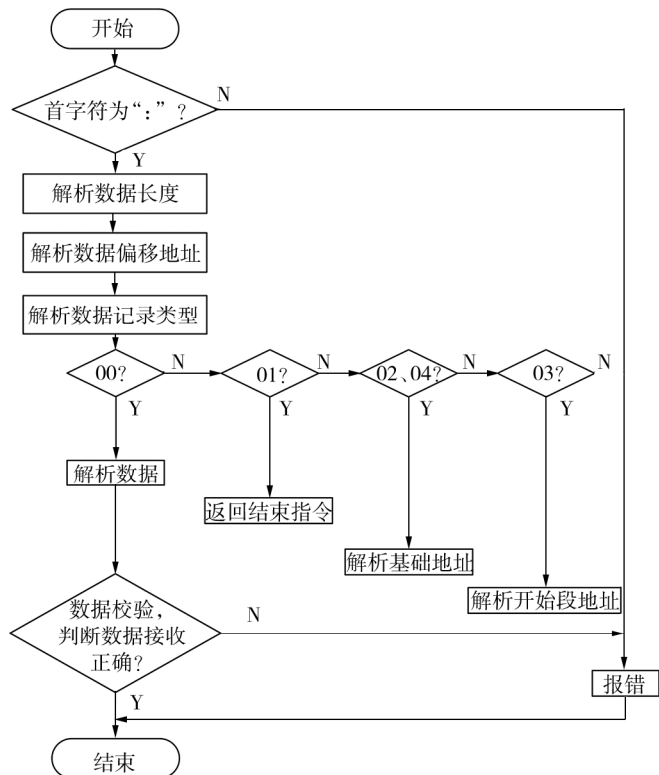 开始
首字符为“:”?
N
Y
解析数据长度
解析数据偏移地址
解析数据记录类型
00?
N
01?
N
02、04?
N
03?
N
Y
Y
Y
Y
解析数据
返回结束指令
解析基础地址
解析开始段地址
数据校验,
判断数据接收
正确?
N
Y
报错
结束